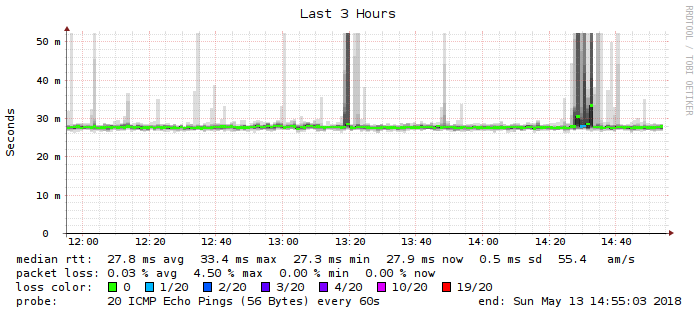 Last 3 Hours
RRDTOOL / TOBI OETIKER
Seconds
50 m
40 m
30 m
20 m
10 m
0
12:00 12:20 12:40 13:00 13:20 13:40 14:00 14:20 14:40
median rtt: 27.8 ms avg 33.4 ms max 27.3 ms min 27.9 ms now 0.5 ms sd 55.4 am/s
packet loss: 0.03 % avg 4.50 % max 0.00 % min 0.00 % now
loss color: 0 1/20 2/20 3/20 4/20 10/20 19/20
probe: 20 ICMP Echo Pings (56 Bytes) every 60s end: Sun May 13 14:55:03 2018